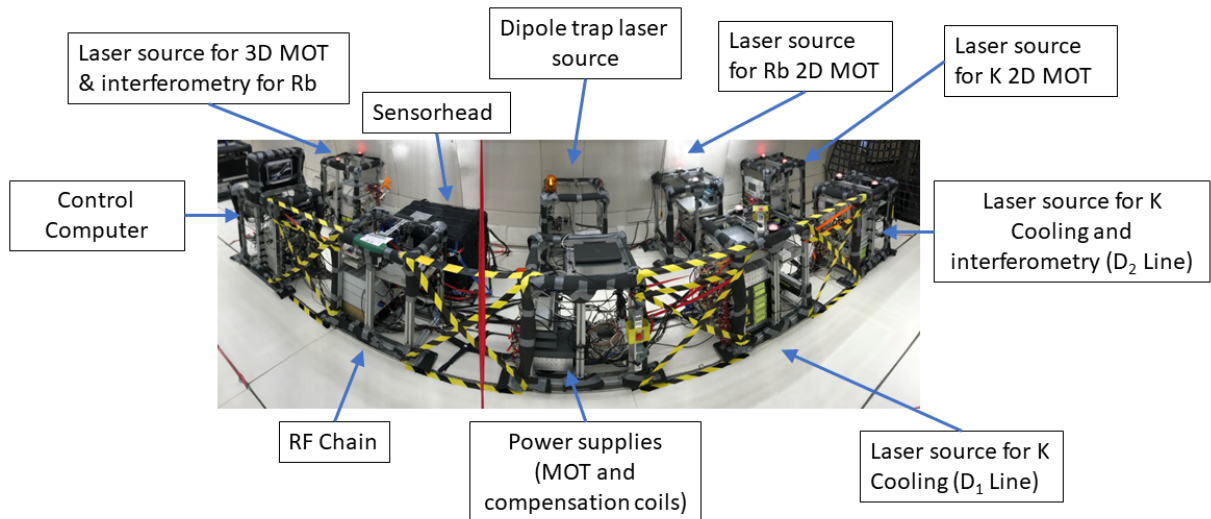 Laser source for 3D MOT
& interferometry for Rb
Sensorhead
Dipole trap laser
source
Laser source
for Rb 2D MOT
Laser source
for K 2D MOT
Control
Computer
Laser source for K
Cooling and
interferometry (D₂ Line)
RF Chain
Power supplies
(MOT and
compensation coils)
Laser source for K
Cooling (D₁ Line)